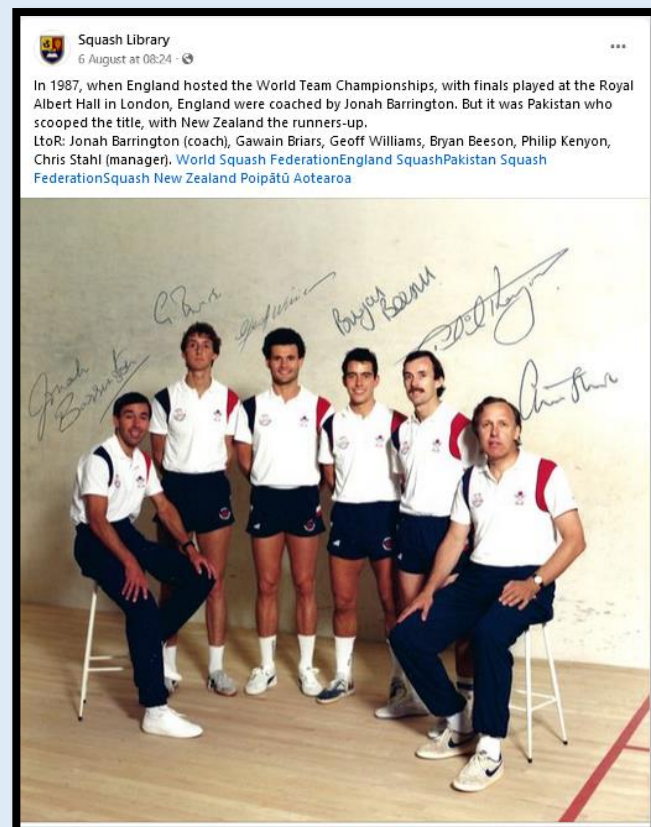 Squash Library
6 August at 08:24 ·
In 1987, when England hosted the World Team Championships, with finals played at the Royal
Albert Hall in London, England were coached by Jonah Barrington. But it was Pakistan who
scooped the title, with New Zealand the runners-up.
LtoR: Jonah Barrington (coach), Gawain Briars, Geoff Williams, Bryan Beeson, Philip Kenyon,
Chris Stahl (manager). World Squash FederationEngland SquashPakistan Squash
FederationSquash New Zealand Poipātū Aotearoa
Jonah
Barrington
Bryan
Beeson
Phil Kenyon